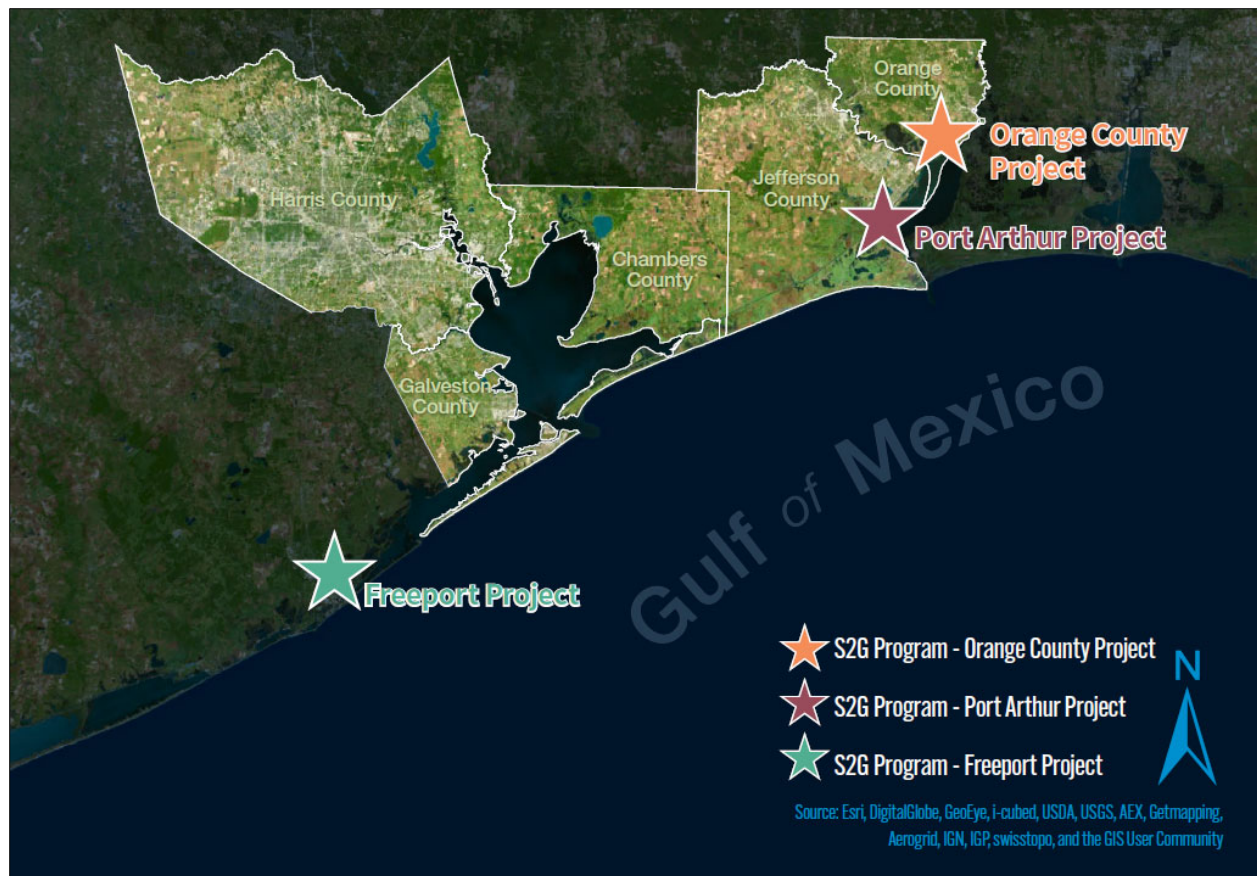 Orange
County
Orange County
Project
Jefferson
County
Harris County
Port Arthur Project
Chambers
County
Galveston
County
Gulf of Mexico
Freeport Project
S2G Program - Orange County Project
N
S2G Program - Port Arthur Project
S2G Program - Freeport Project
Source: Esri, DigitalGlobe, GeoEye, i-cubed, USDA, USGS, AEX, Getmapping,
Aerogrid, IGN, IGP, swisstopo, and the GIS User Community